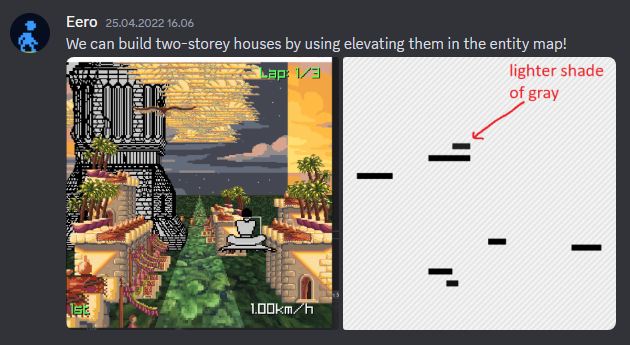 Eero 25.04.2022 16.06
We can build two-storey houses by using elevating them in the entity map!
Lap: 1/3
lighter shade
of gray
1st
1.00km/h